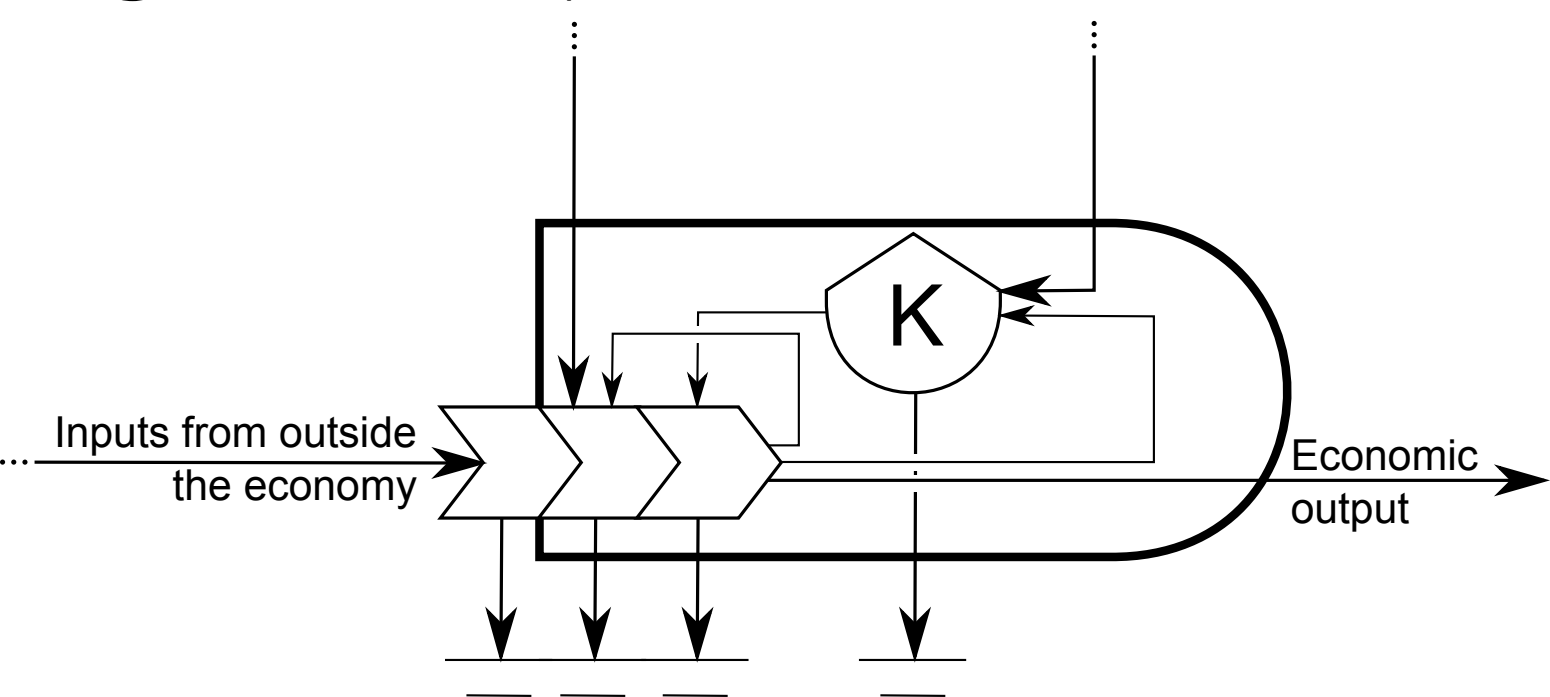 K
Inputs from outside
the economy
Economic
output